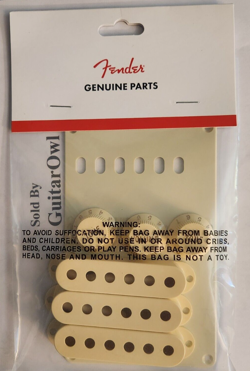 Fender
GENUINE PARTS
Sold By
GuitarOwl
WARNING:
TO AVOID SUFFOCATION, KEEP BAG AWAY FROM BABIES
AND CHILDREN. DO NOT USE IN OR AROUND CRIBS,
BEDS, CARRIAGES OR PLAY PENS. KEEP BAG AWAY FROM
HEAD, NOSE AND MOUTH. THIS BAG IS NOT A TOY.